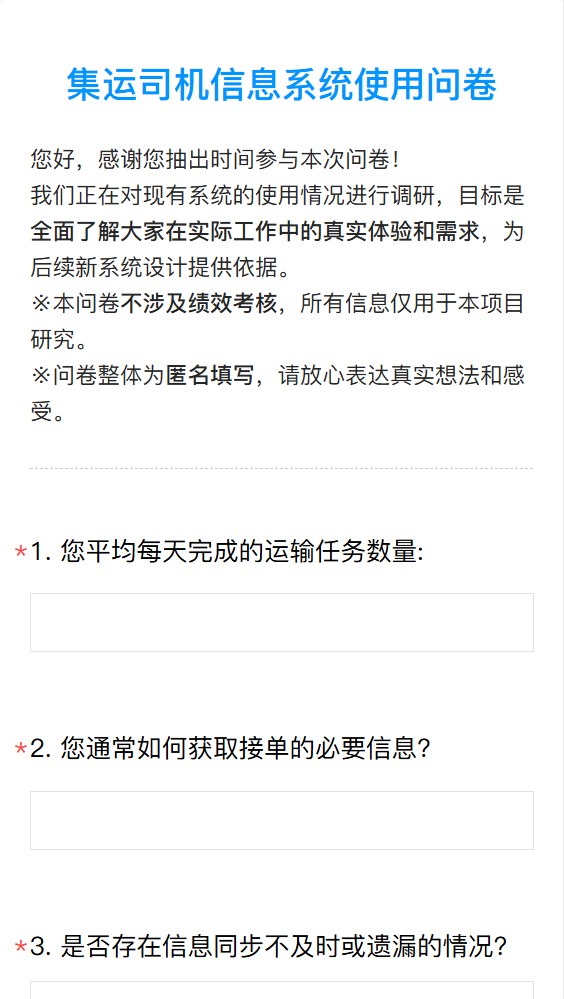 集运司机信息系统使用问卷
您好，感谢您抽出时间参与本次问卷！
我们正在对现有系统的使用情况进行调研，目标是
全面了解大家在实际工作中的真实体验和需求，为
后续新系统设计提供依据。
※本问卷不涉及绩效考核，所有信息仅用于本项目
研究。
※问卷整体为匿名填写，请放心表达真实想法和感
受。
*1. 您平均每天完成的运输任务数量:
*2. 您通常如何获取接单的必要信息?
*3. 是否存在信息同步不及时或遗漏的情况?